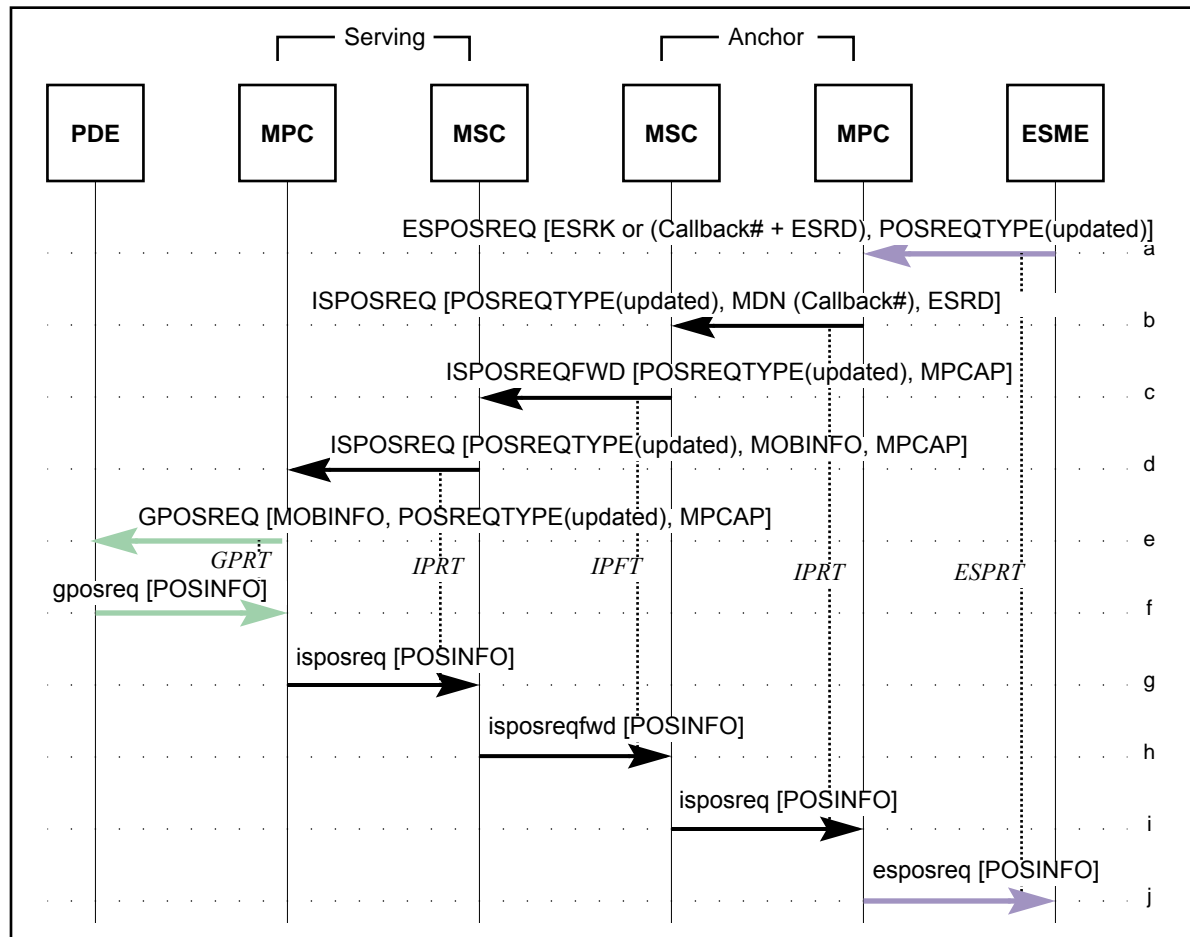 Serving Anchor
PDE MPC MSC MSC MPC ESME
ESPOSREQ [ESRK or (Callback# + ESRD), POSREQTYPE(updated)]
a
ISPOSREQ [POSREQTYPE(updated), MDN (Callback#), ESRD]
b
ISPOSREQFWD [POSREQTYPE(updated), MPCAP]
c
ISPOSREQ [POSREQTYPE(updated), MOBINFO, MPCAP]
d
GPOSREQ [MOBINFO, POSREQTYPE(updated), MPCAP]
e
GPRT IPRT IPFT IPRT ESPRT
gposreq [POSINFO]
f
isposreq [POSINFO]
g
isposreqfwd [POSINFO]
h
isposreq [POSINFO]
i
esposreq [POSINFO]
j